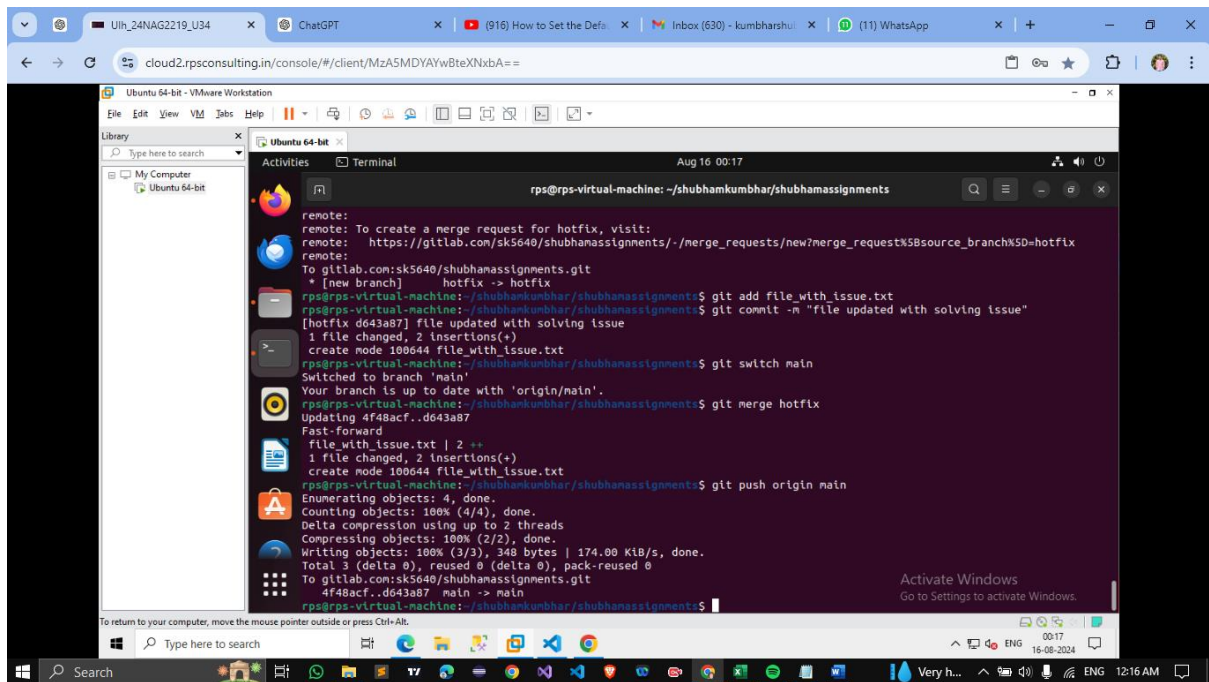 Ulh_24NAG2219_U34
ChatGPT
(916) How to Set the Defa
Inbox (630) - kumbharshu
(11) WhatsApp
cloud2.rpsconsulting.in/console/#/client/MzA5MDYAYwBteXNxbA==
Ubuntu 64-bit - VMware Workstation
File Edit View VM Tabs Help
Library
Type here to search
My Computer
Ubuntu 64-bit
Ubuntu 64-bit
Activities Terminal Aug 16 00:17
rps@rps-virtual-machine: ~/shubhamkumbhar/shubhamassignments
remote:
remote: To create a merge request for hotfix, visit:
remote:   https://gitlab.com/sk5640/shubhamassignments/-/merge_requests/new?merge_request%5Bsource_branch%5D=hotfix
remote:
To gitlab.com:sk5640/shubhamassignments.git
 * [new branch]      hotfix -> hotfix
rps@rps-virtual-machine:~/shubhamkumbhar/shubhamassignments$ git add file_with_issue.txt
rps@rps-virtual-machine:~/shubhamkumbhar/shubhamassignments$ git commit -m "file updated with solving issue"
[hotfix d643a87] file updated with solving issue
 1 file changed, 2 insertions(+)
 create mode 100644 file_with_issue.txt
rps@rps-virtual-machine:~/shubhamkumbhar/shubhamassignments$ git switch main
Switched to branch 'main'
Your branch is up to date with 'origin/main'.
rps@rps-virtual-machine:~/shubhamkumbhar/shubhamassignments$ git merge hotfix
Updating 4f48acf..d643a87
Fast-forward
 file_with_issue.txt | 2 ++
 1 file changed, 2 insertions(+)
 create mode 100644 file_with_issue.txt
rps@rps-virtual-machine:~/shubhamkumbhar/shubhamassignments$ git push origin main
Enumerating objects: 4, done.
Counting objects: 100% (4/4), done.
Delta compression using up to 2 threads
Compressing objects: 100% (2/2), done.
Writing objects: 100% (3/3), 348 bytes | 174.00 KiB/s, done.
Total 3 (delta 0), reused 0 (delta 0), pack-reused 0
To gitlab.com:sk5640/shubhamassignments.git
   4f48acf..d643a87  main -> main
rps@rps-virtual-machine:~/shubhamkumbhar/shubhamassignments$
Activate Windows
Go to Settings to activate Windows.
To return to your computer, move the mouse pointer outside or press Ctrl+Alt.
Type here to search
ENG
00:17
16-08-2024
Search
Very h...
ENG 12:16 AM